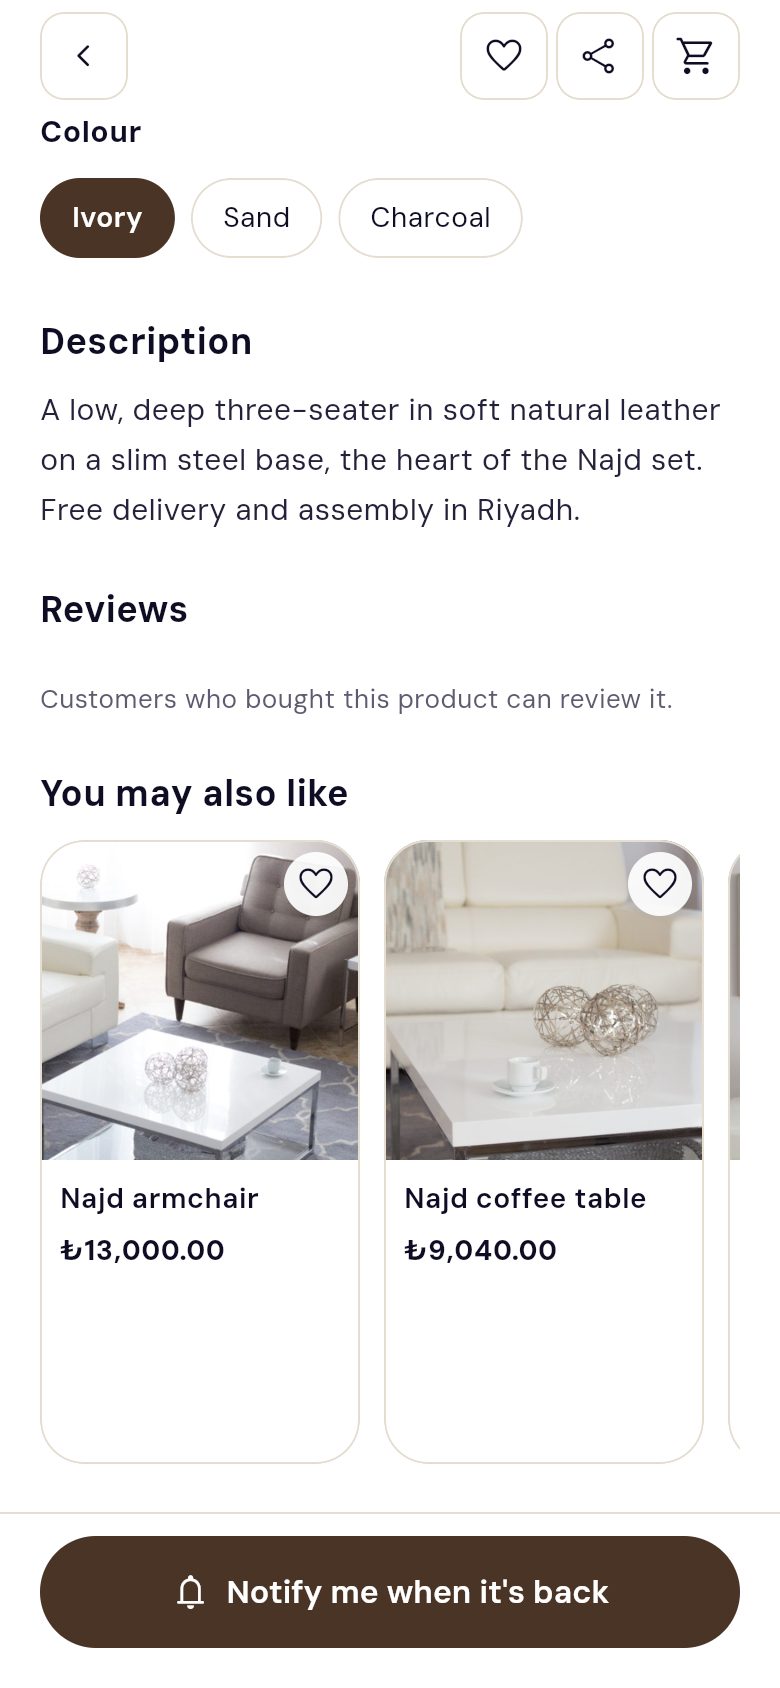 Colour
Ivory
Sand
Charcoal
Description
A low, deep three-seater in soft natural leather
on a slim steel base, the heart of the Najd set.
Free delivery and assembly in Riyadh.
Reviews
Customers who bought this product can review it.
You may also like
Najd armchair
₺13,000.00
Najd coffee table
₺9,040.00
Notify me when it's back